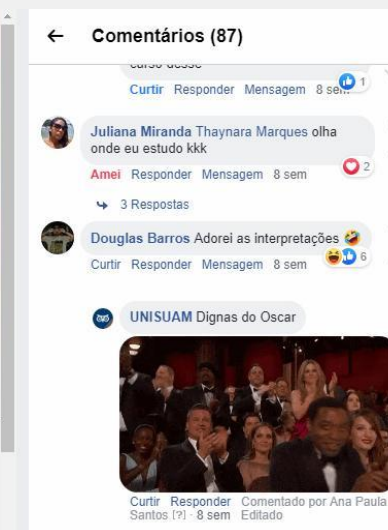 ← Comentários (87)
curso desse
Curtir Responder Mensagem 8 sem 1
Juliana Miranda Thaynara Marques olha
onde eu estudo kkk
Amei Responder Mensagem 8 sem 2
3 Respostas
Douglas Barros Adorei as interpretações 🤣
Curtir Responder Mensagem 8 sem 6
UNISUAM Dignas do Oscar
Curtir Responder Comentado por Ana Paula
Santos [?] · 8 sem Editado